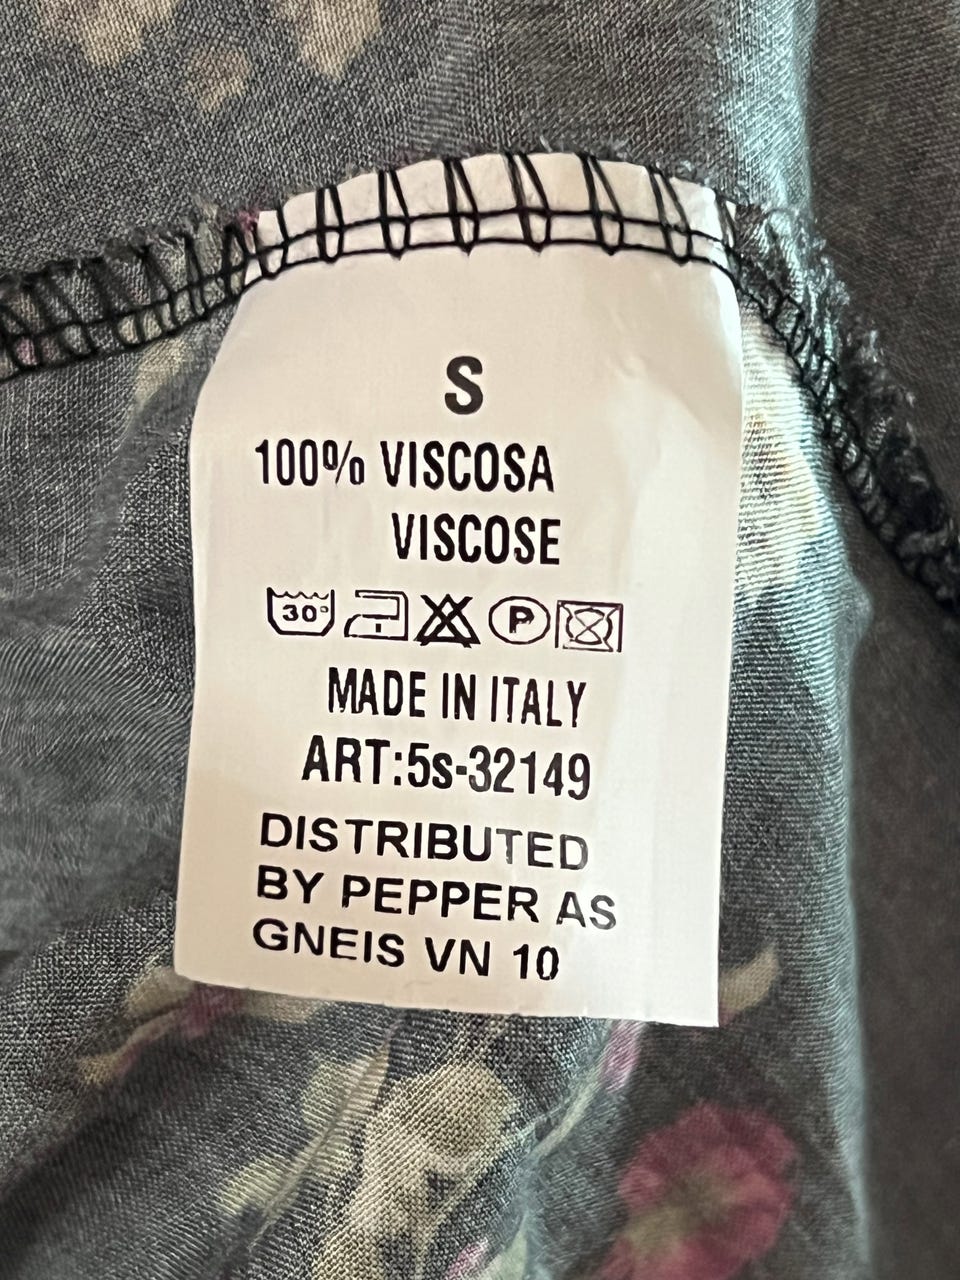 S
100% VISCOSA
VISCOSE
30°
P
MADE IN ITALY
ART:5s-32149
DISTRIBUTED
BY PEPPER AS
GNEIS VN 10